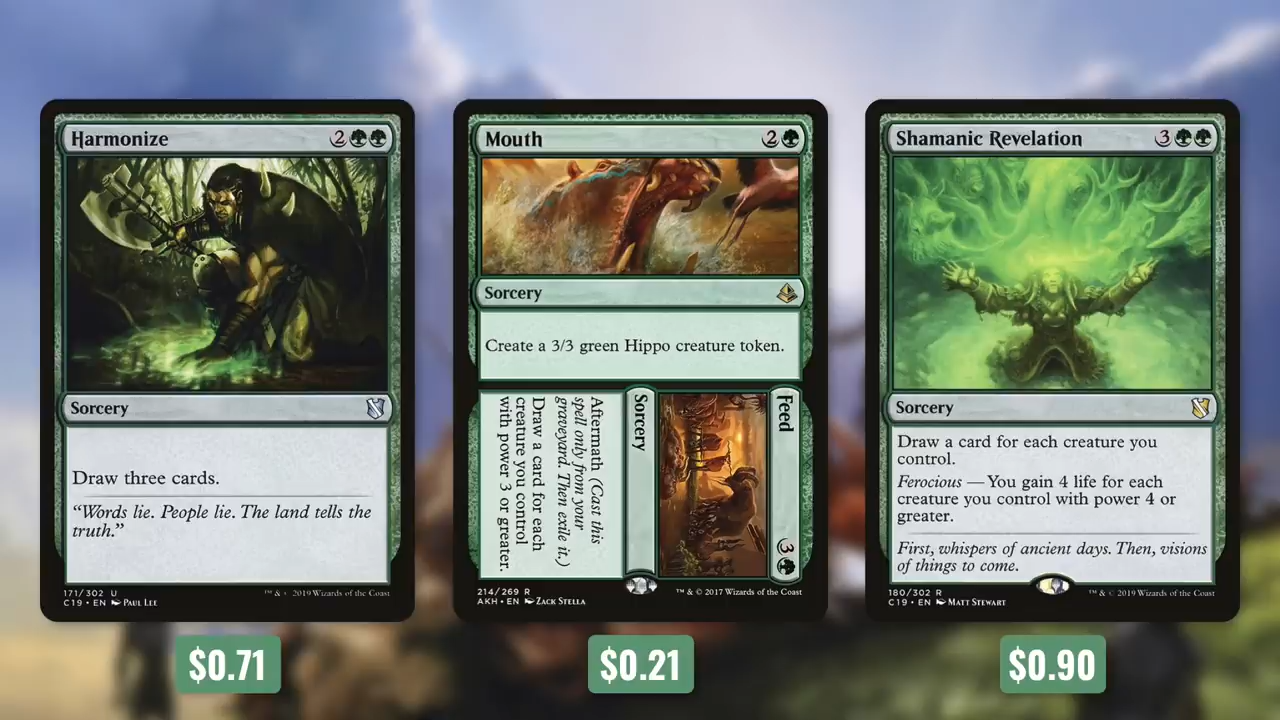 Harmonize 2
Sorcery
Draw three cards.
“Words lie. People lie. The land tells the
truth.”
171/302 U
C19 • EN Paul Lee
™ & © 2019 Wizards of the Coast
$0.71
Mouth 2
Sorcery
Create a 3/3 green Hippo creature token.
Feed 3
Sorcery
Aftermath (Cast this
spell only from your
graveyard. Then exile it.)
Draw a card for each
creature you control
with power 3 or greater.
214/269 R
AKH • EN Zack Stella
™ & © 2017 Wizards of the Coast
$0.21
Shamanic Revelation 3
Sorcery
Draw a card for each creature you
control.
Ferocious — You gain 4 life for each
creature you control with power 4 or
greater.
First, whispers of ancient days. Then, visions
of things to come.
180/302 R
C19 • EN Matt Stewart
™ & © 2019 Wizards of the Coast
$0.90